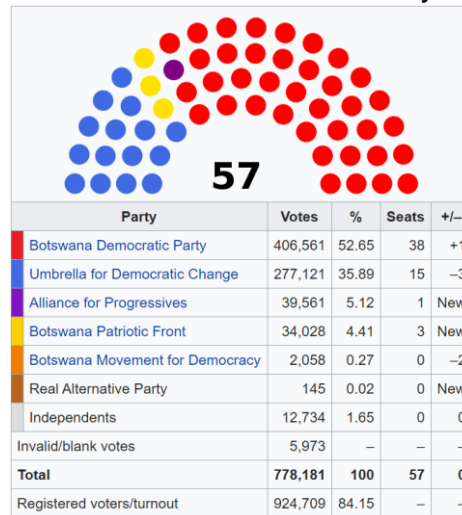 57
Party Votes % Seats +/–
Botswana Democratic Party 406,561 52.65 38 +1
Umbrella for Democratic Change 277,121 35.89 15 –3
Alliance for Progressives 39,561 5.12 1 New
Botswana Patriotic Front 34,028 4.41 3 New
Botswana Movement for Democracy 2,058 0.27 0 –2
Real Alternative Party 145 0.02 0 New
Independents 12,734 1.65 0 0
Invalid/blank votes 5,973 – – –
Total 778,181 100 57 0
Registered voters/turnout 924,709 84.15 – –